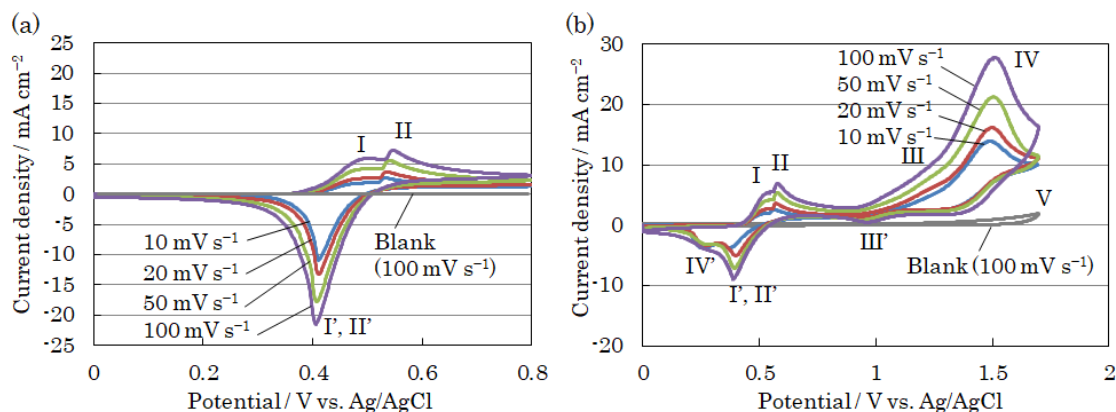 (a)
Current density / mA cm⁻²
25
20
15
10
5
0
-5
-10
-15
-20
-25
I
II
10 mV s⁻¹
20 mV s⁻¹
50 mV s⁻¹
100 mV s⁻¹
Blank
(100 mV s⁻¹)
I', II'
0
0.2
0.4
0.6
0.8
Potential / V vs. Ag/AgCl
(b)
Current density / mA cm⁻²
30
20
10
0
-10
-20
100 mV s⁻¹
50 mV s⁻¹
20 mV s⁻¹
10 mV s⁻¹
IV
III
I
II
V
III'
IV'
Blank (100 mV s⁻¹)
I', II'
0
0.5
1
1.5
2
Potential / V vs. Ag/AgCl